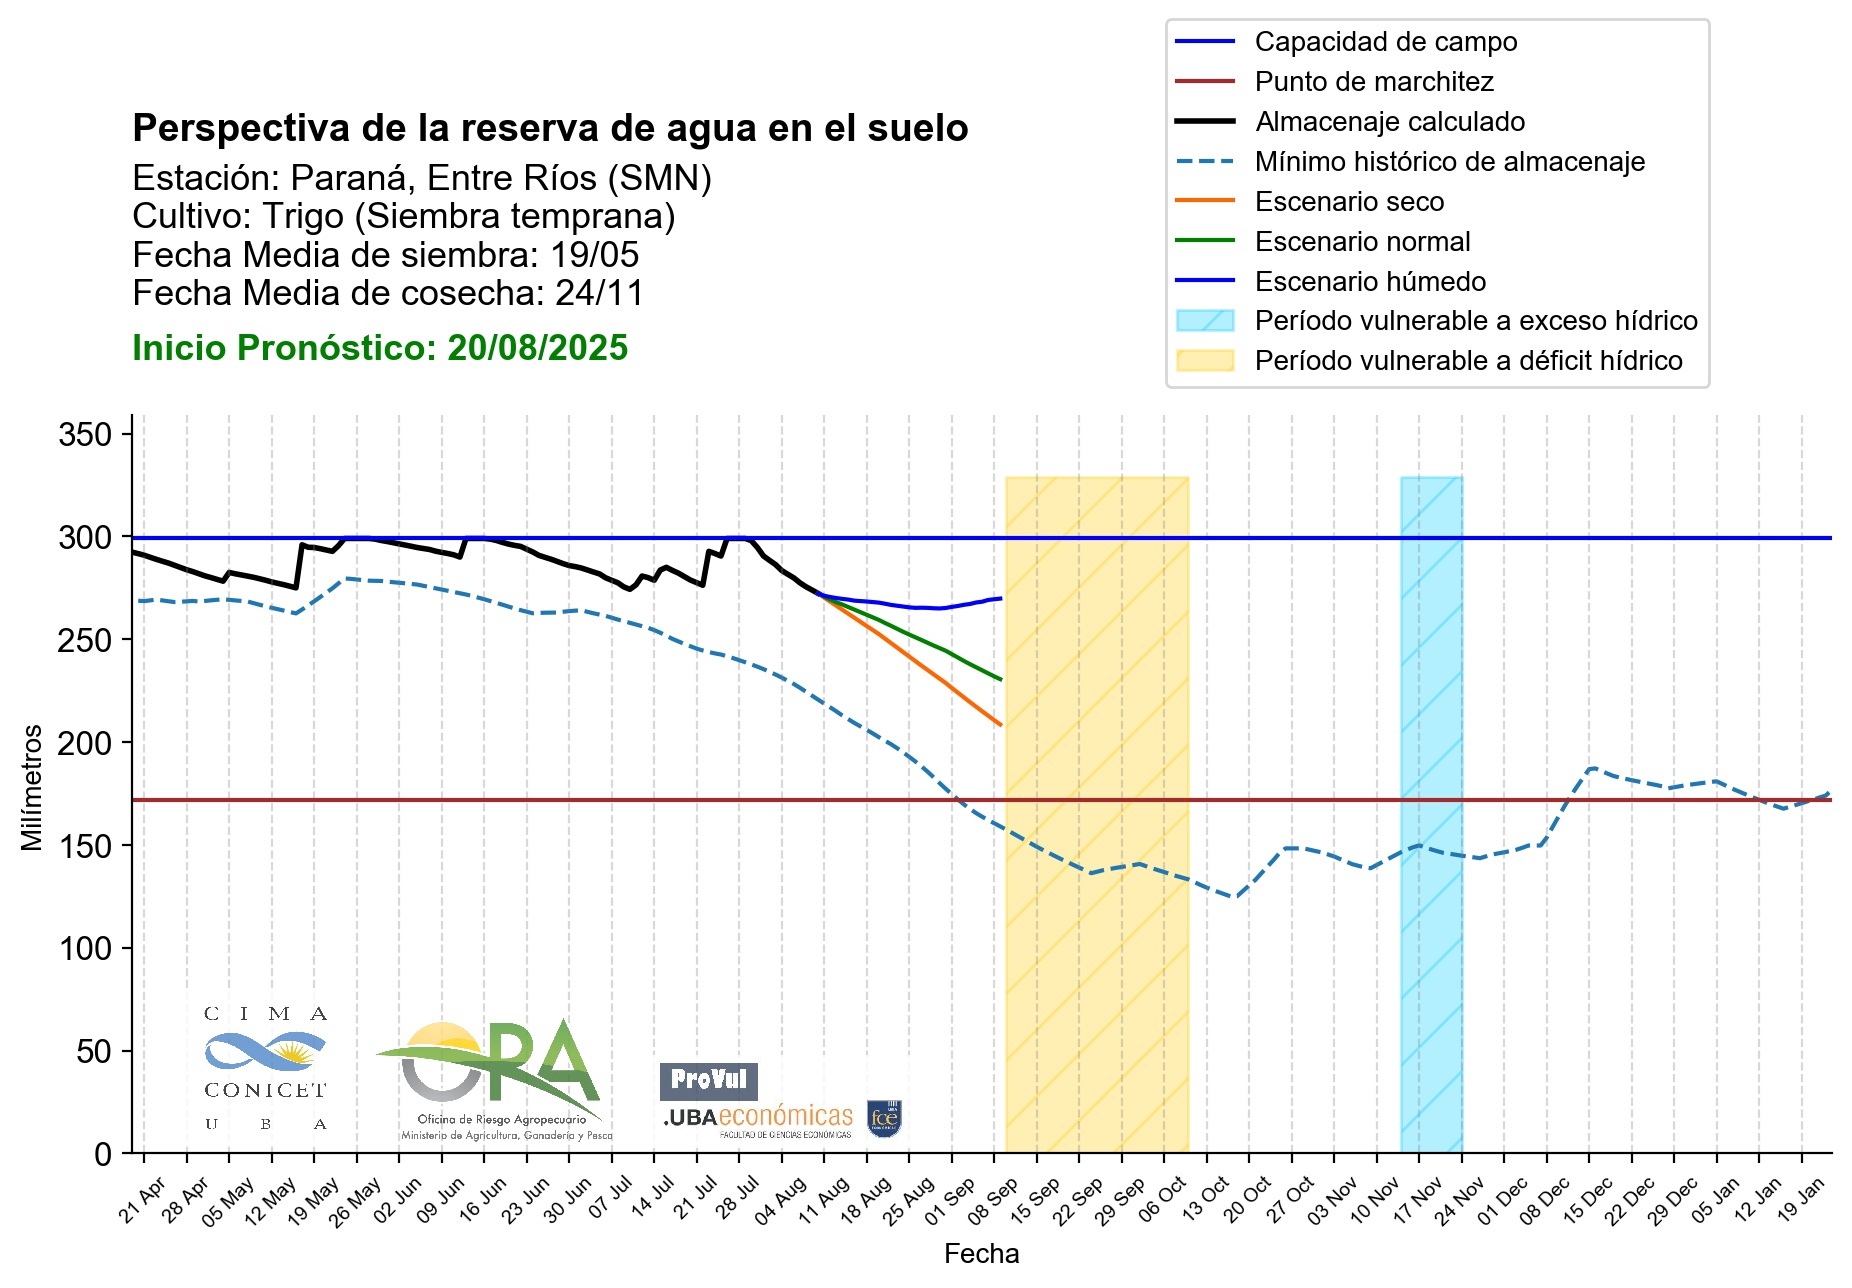 Capacidad de campo
Punto de marchitez
Almacenaje calculado
Mínimo histórico de almacenaje
Escenario seco
Escenario normal
Escenario húmedo
Período vulnerable a exceso hídrico
Período vulnerable a déficit hídrico
Perspectiva de la reserva de agua en el suelo
Estación: Paraná, Entre Ríos (SMN)
Cultivo: Trigo (Siembra temprana)
Fecha Media de siembra: 19/05
Fecha Media de cosecha: 24/11
Inicio Pronóstico: 20/08/2025
350
300
250
200
150
100
50
0
Milímetros
CIMA
CONICET
UBA
ORA
Oficina de Riesgo Agropecuario
Ministerio de Agricultura, Ganadería y Pesca
ProVul
.UBAeconómicas
FACULTAD DE CIENCIAS ECONÓMICAS
fce
21 Apr
28 Apr
05 May
12 May
19 May
26 May
02 Jun
09 Jun
16 Jun
23 Jun
30 Jun
07 Jul
14 Jul
21 Jul
28 Jul
04 Aug
11 Aug
18 Aug
25 Aug
01 Sep
08 Sep
15 Sep
22 Sep
29 Sep
06 Oct
13 Oct
20 Oct
27 Oct
03 Nov
10 Nov
17 Nov
24 Nov
01 Dec
08 Dec
15 Dec
22 Dec
29 Dec
05 Jan
12 Jan
19 Jan
Fecha